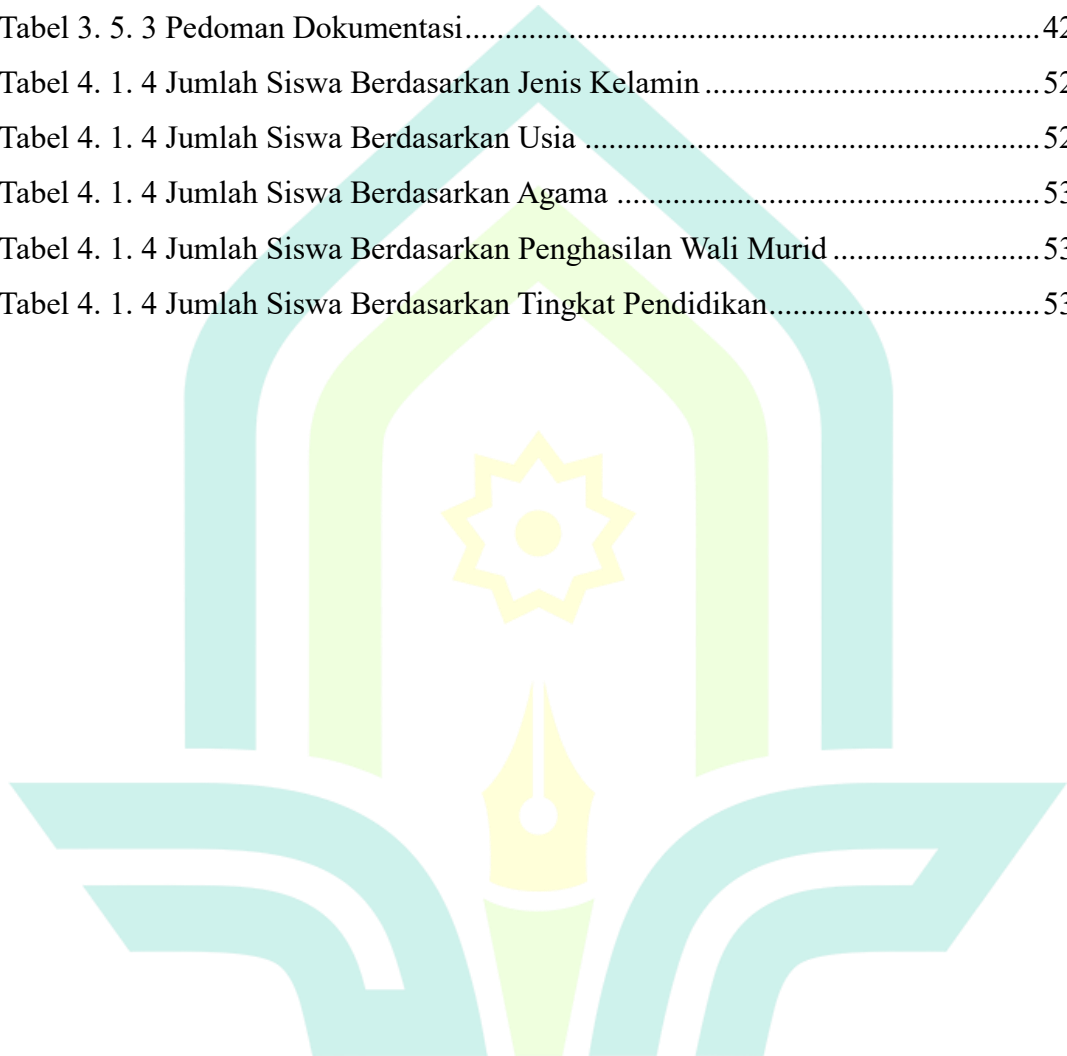 Tabel 3. 5. 3 Pedoman Dokumentasi........................................................................42
Tabel 4. 1. 4 Jumlah Siswa Berdasarkan Jenis Kelamin..........................................52
Tabel 4. 1. 4 Jumlah Siswa Berdasarkan Usia.........................................................52
Tabel 4. 1. 4 Jumlah Siswa Berdasarkan Agama.....................................................53
Tabel 4. 1. 4 Jumlah Siswa Berdasarkan Penghasilan Wali Murid..........................53
Tabel 4. 1. 4 Jumlah Siswa Berdasarkan Tingkat Pendidikan..................................53